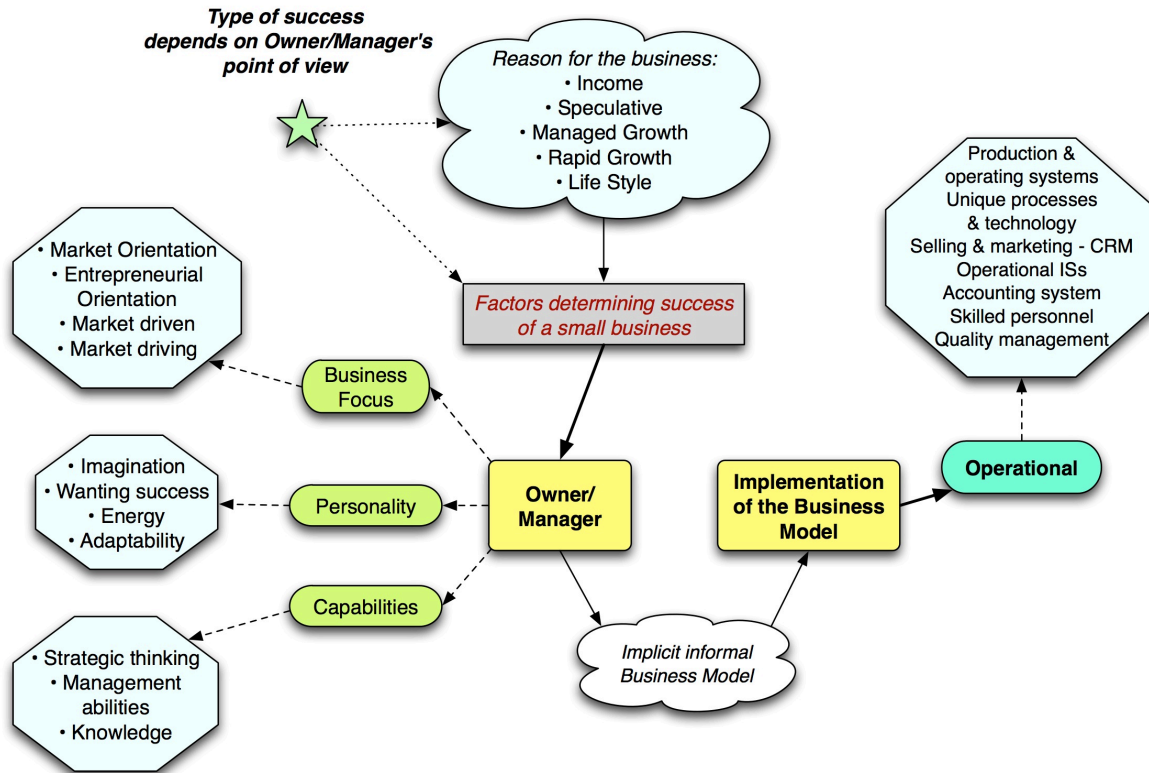 Type of success
depends on Owner/Manager's
point of view
Reason for the business:
• Income
• Speculative
• Managed Growth
• Rapid Growth
• Life Style
Production &
operating systems
Unique processes
& technology
Selling & marketing - CRM
Operational ISs
Accounting system
Skilled personnel
Quality management
• Market Orientation
• Entrepreneurial
Orientation
• Market driven
• Market driving
Factors determining success
of a small business
Business
Focus
• Imagination
• Wanting success
• Energy
• Adaptability
Personality
Owner/
Manager
Implementation
of the Business
Model
Operational
Capabilities
• Strategic thinking
• Management
abilities
• Knowledge
Implicit informal
Business Model